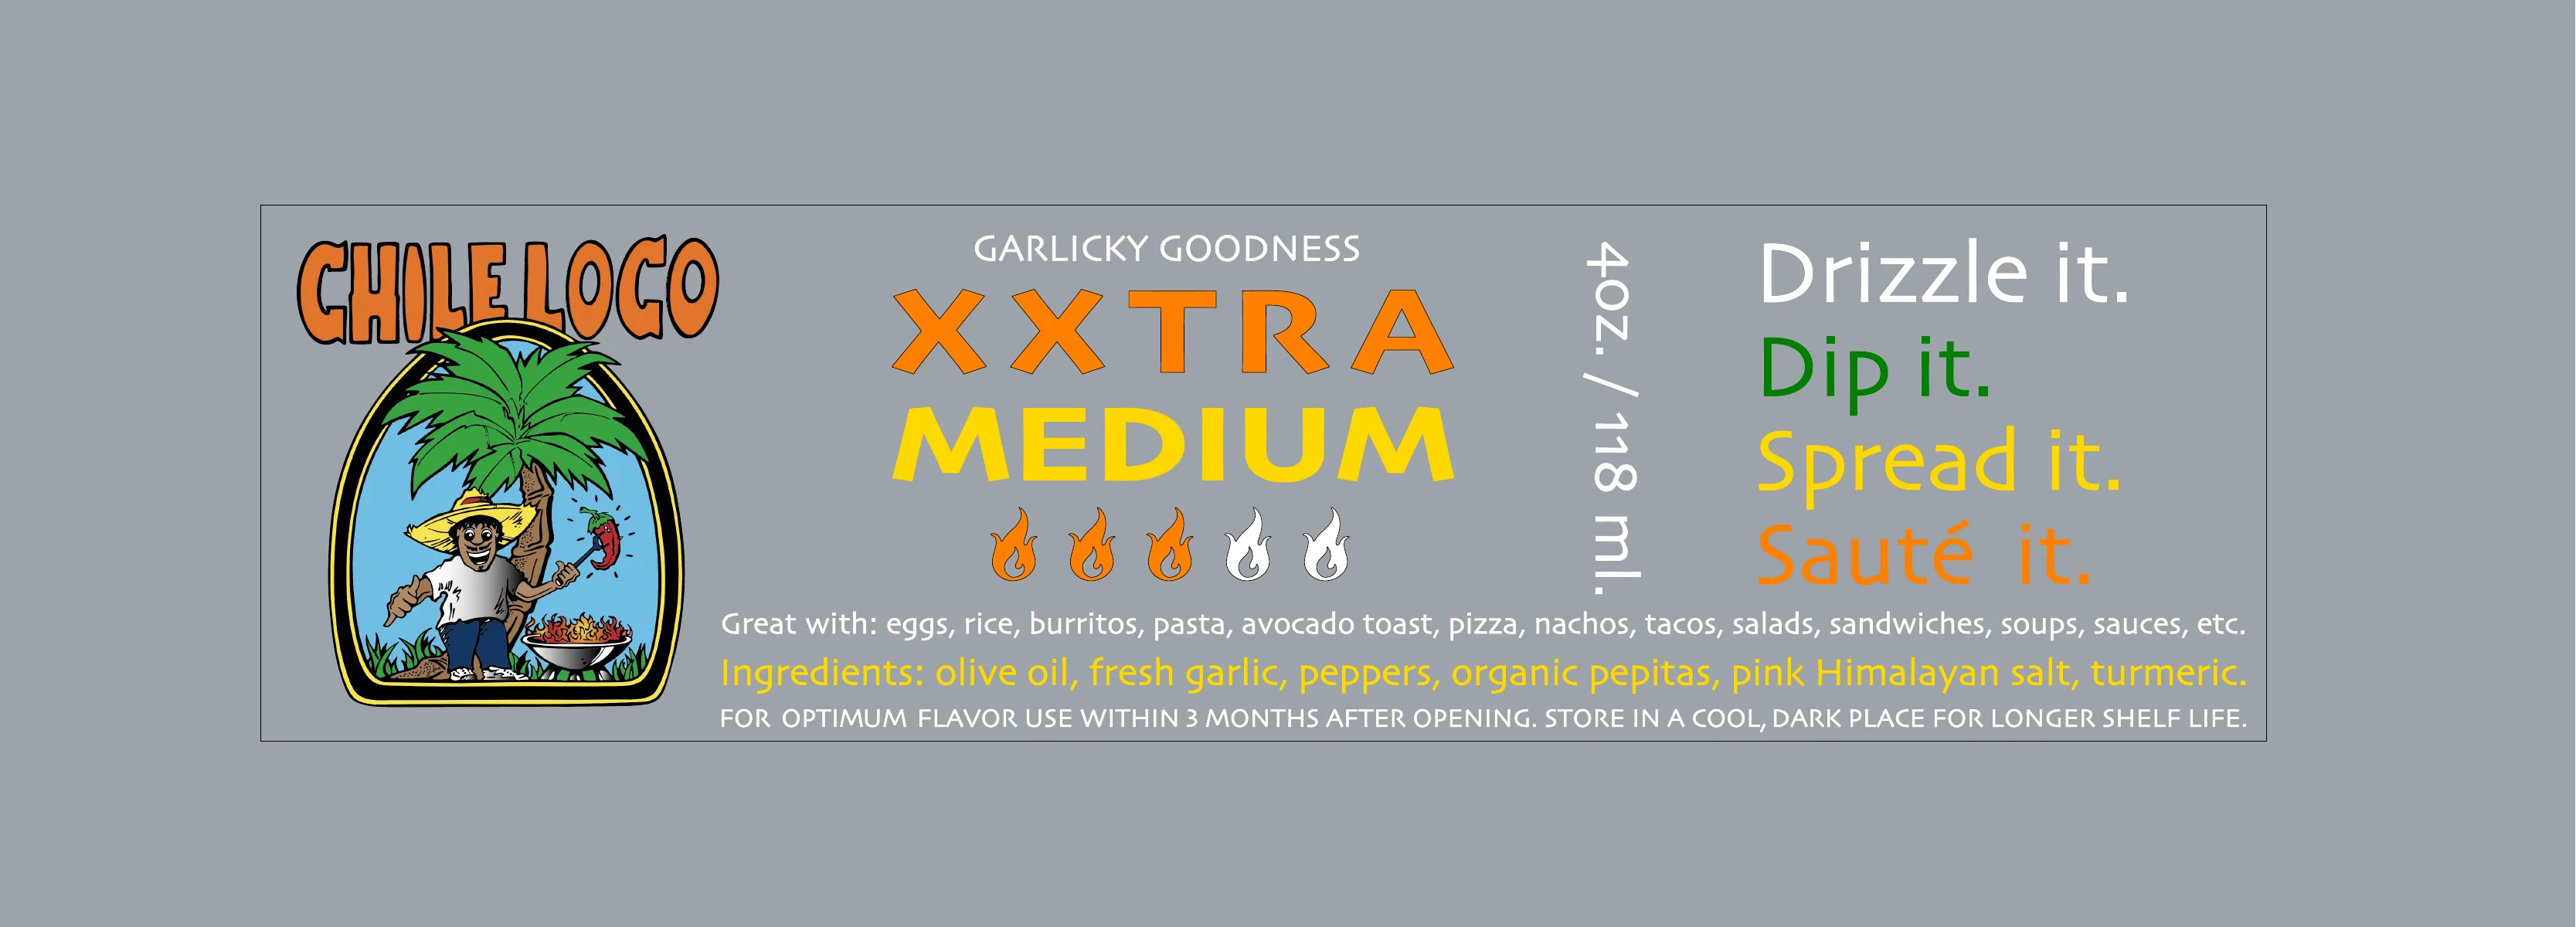 CHILE LOCO
GARLICKY GOODNESS
XXTRA
MEDIUM
4oz. / 118 ml.
Drizzle it.
Dip it.
Spread it.
Sauté it.
Great with: eggs, rice, burritos, pasta, avocado toast, pizza, nachos, tacos, salads, sandwiches, soups, sauces, etc.
Ingredients: olive oil, fresh garlic, peppers, organic pepitas, pink Himalayan salt, turmeric.
FOR OPTIMUM FLAVOR USE WITHIN 3 MONTHS AFTER OPENING. STORE IN A COOL, DARK PLACE FOR LONGER SHELF LIFE.